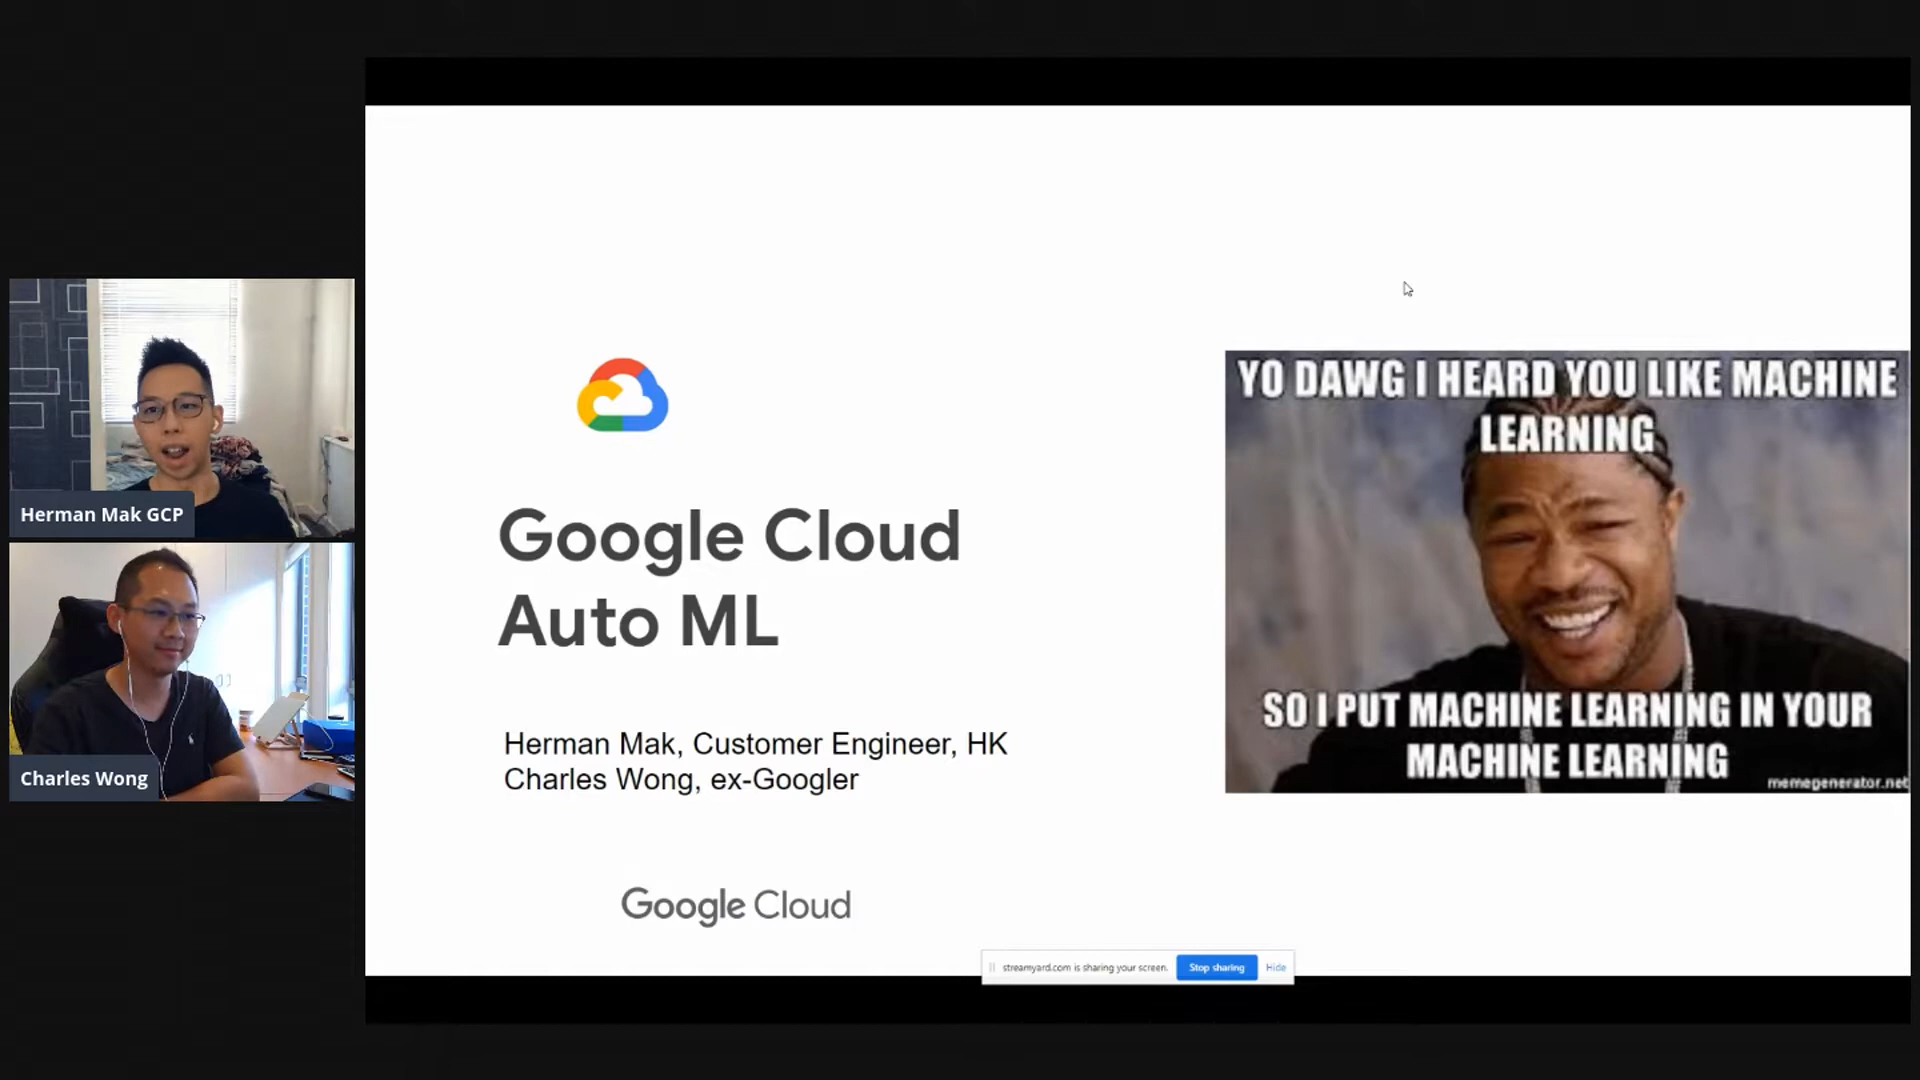 Herman Mak GCP
Charles Wong
Google Cloud
Auto ML
Herman Mak, Customer Engineer, HK
Charles Wong, ex-Googler
Google Cloud
YO DAWG I HEARD YOU LIKE MACHINE
LEARNING
SO I PUT MACHINE LEARNING IN YOUR
MACHINE LEARNING
memegenerator.net
streamyard.com is sharing your screen. Stop sharing Hide